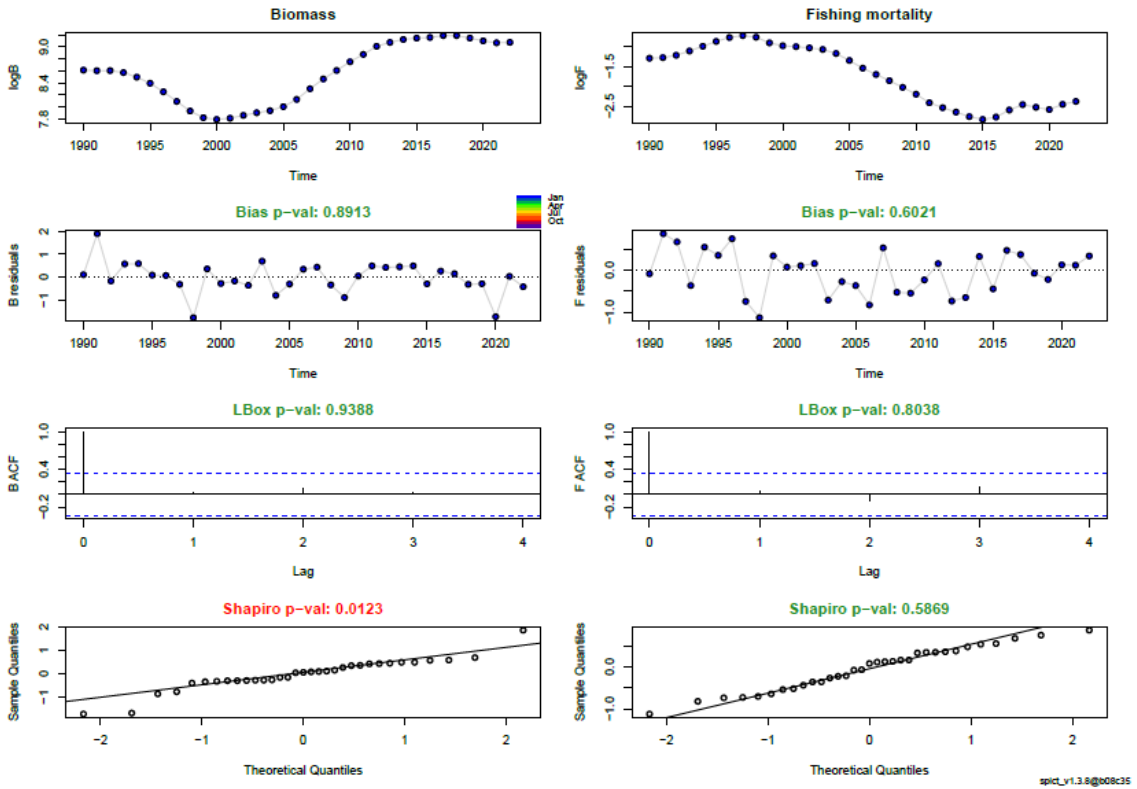 Biomass
Fishing mortality
logB
9.0
8.4
7.8
1990 1995 2000 2005 2010 2015 2020
Time
logF
−1.5
−2.5
1990 1995 2000 2005 2010 2015 2020
Time
Bias p−val: 0.8913
Jan
Apr
Jul
Oct
B residuals
2
1
0
−1
1990 1995 2000 2005 2010 2015 2020
Time
Bias p−val: 0.6021
F residuals
0.0
−1.0
1990 1995 2000 2005 2010 2015 2020
Time
LBox p−val: 0.9388
B ACF
1.0
0.4
−0.2
0 1 2 3 4
Lag
LBox p−val: 0.8038
F ACF
1.0
0.4
−0.2
0 1 2 3 4
Lag
Shapiro p−val: 0.0123
Sample Quantiles
2
1
0
−1
−2 −1 0 1 2
Theoretical Quantiles
Shapiro p−val: 0.5869
Sample Quantiles
0.0
−1.0
−2 −1 0 1 2
Theoretical Quantiles
spict_v1.3.8@b08c35